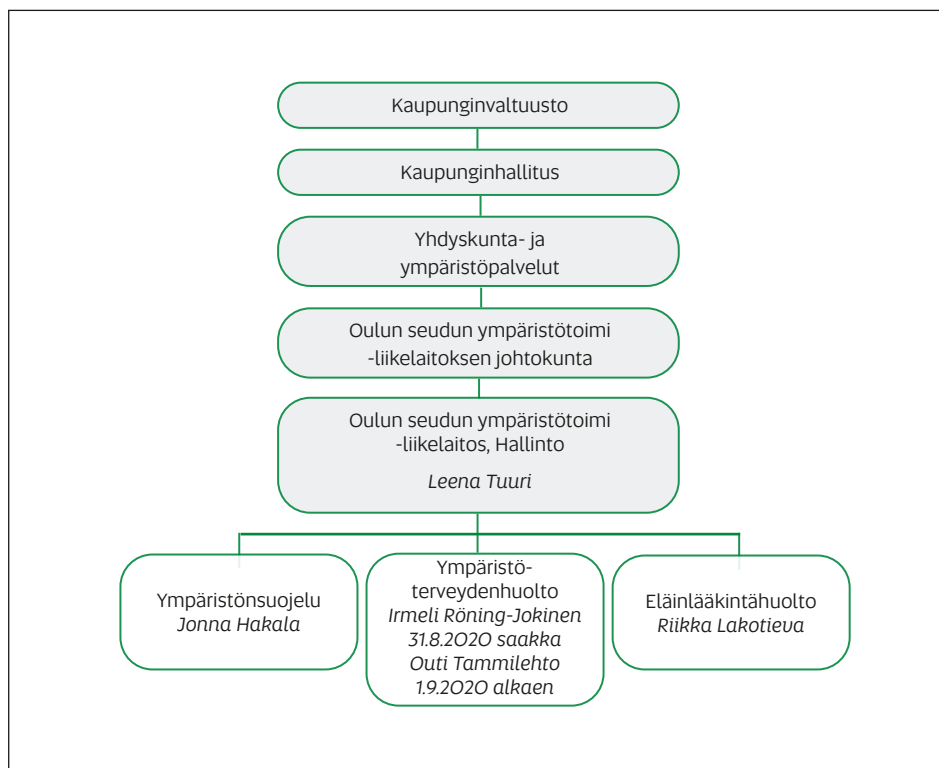 Kaupunginvaltuusto
Kaupunginhallitus
Yhdyskunta- ja
ympäristöpalvelut
Oulun seudun ympäristötoimi
-liikelaitoksen johtokunta
Oulun seudun ympäristötoimi
-liikelaitos, Hallinto
Leena Tuuri
Ympäristönsuojelu
Jonna Hakala
Ympäristö-
terveydenhuolto
Irmeli Röning-Jokinen
31.8.2020 saakka
Outi Tammilehto
1.9.2020 alkaen
Eläinlääkintähuolto
Riikka Lakotieva